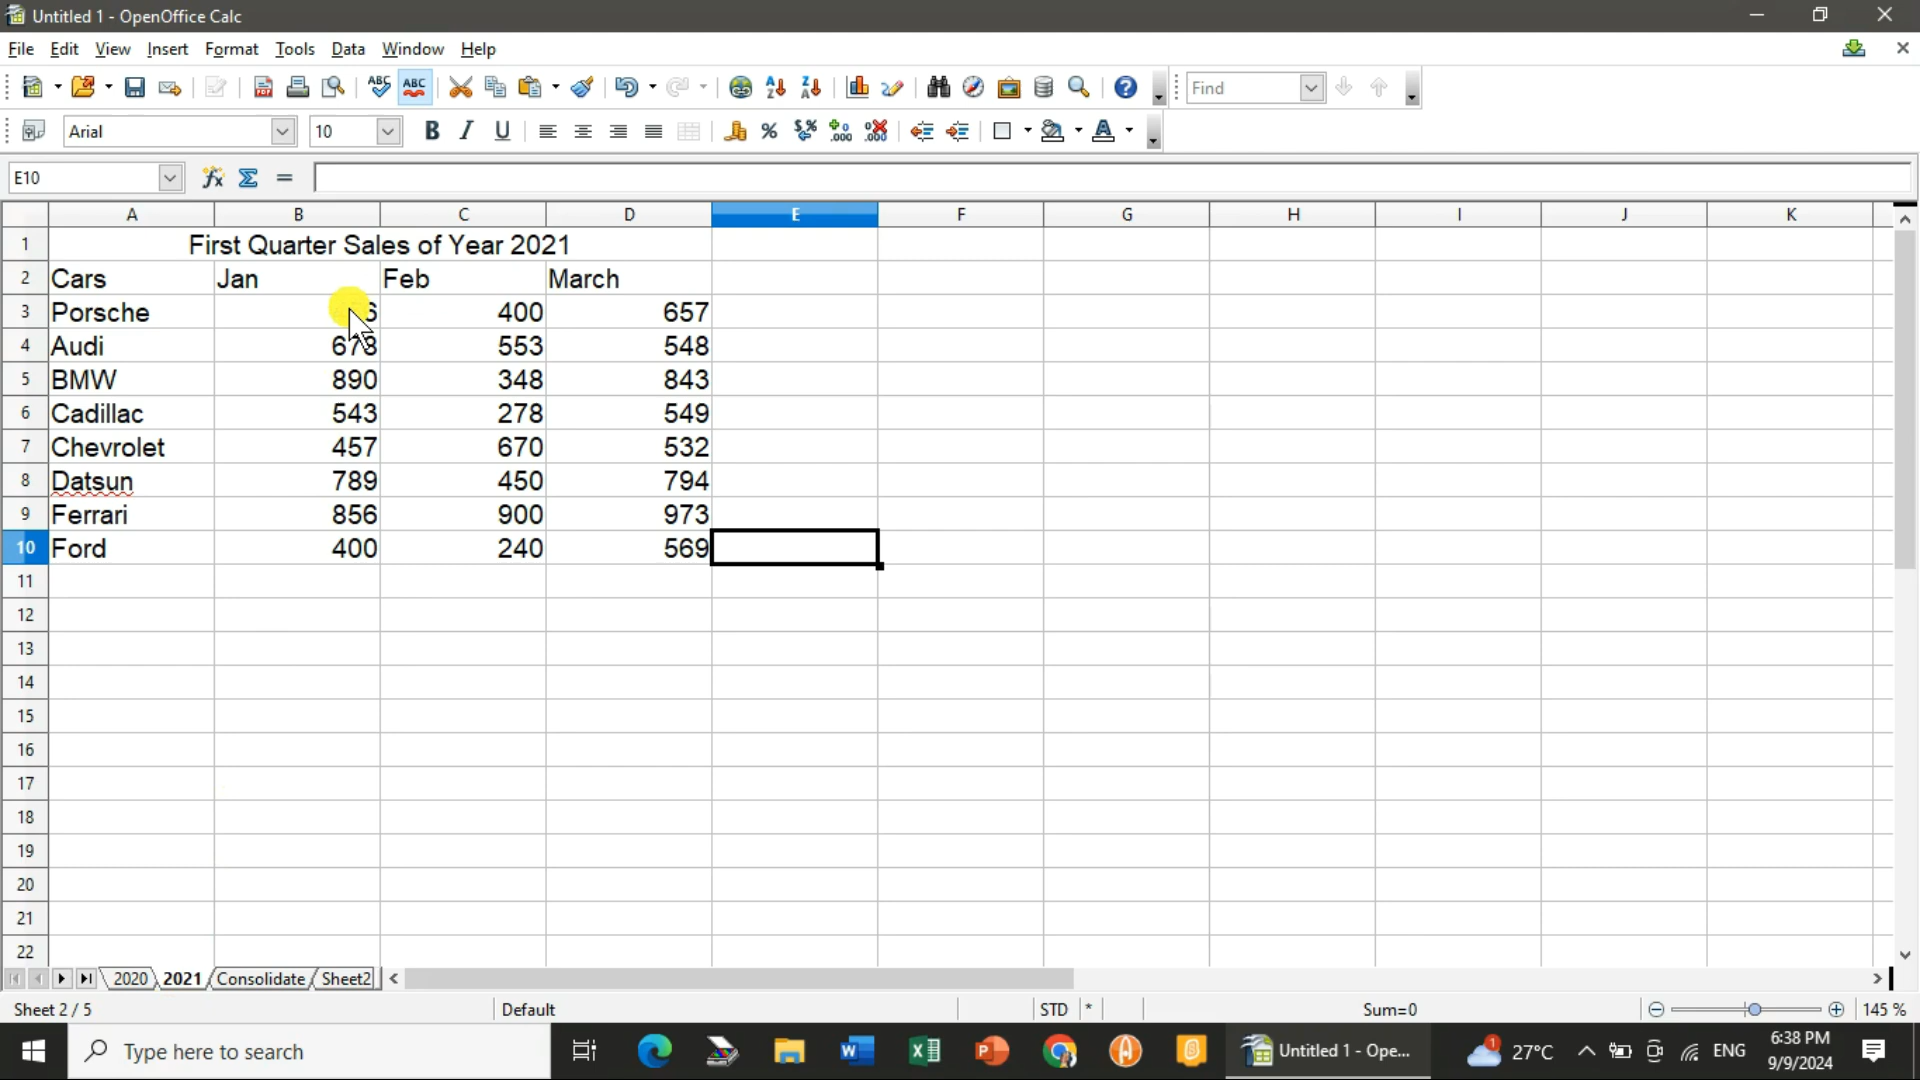 Untitled 1 - OpenOffice Calc
File Edit View Insert Format Tools Data Window Help
Find
Arial 10
E10
A B C D E F G H I J K
1 First Quarter Sales of Year 2021
2 Cars Jan Feb March
3 Porsche 400 657
4 Audi 673 553 548
5 BMW 890 348 843
6 Cadillac 543 278 549
7 Chevrolet 457 670 532
8 Datsun 789 450 794
9 Ferrari 856 900 973
10 Ford 400 240 569
11
12
13
14
15
16
17
18
19
20
21
22
2020 2021 Consolidate Sheet2
Sheet 2 / 5 Default STD * Sum=0 145 %
Type here to search
Untitled 1 - Ope...
1 27°C ENG 6:38 PM
9/9/2024